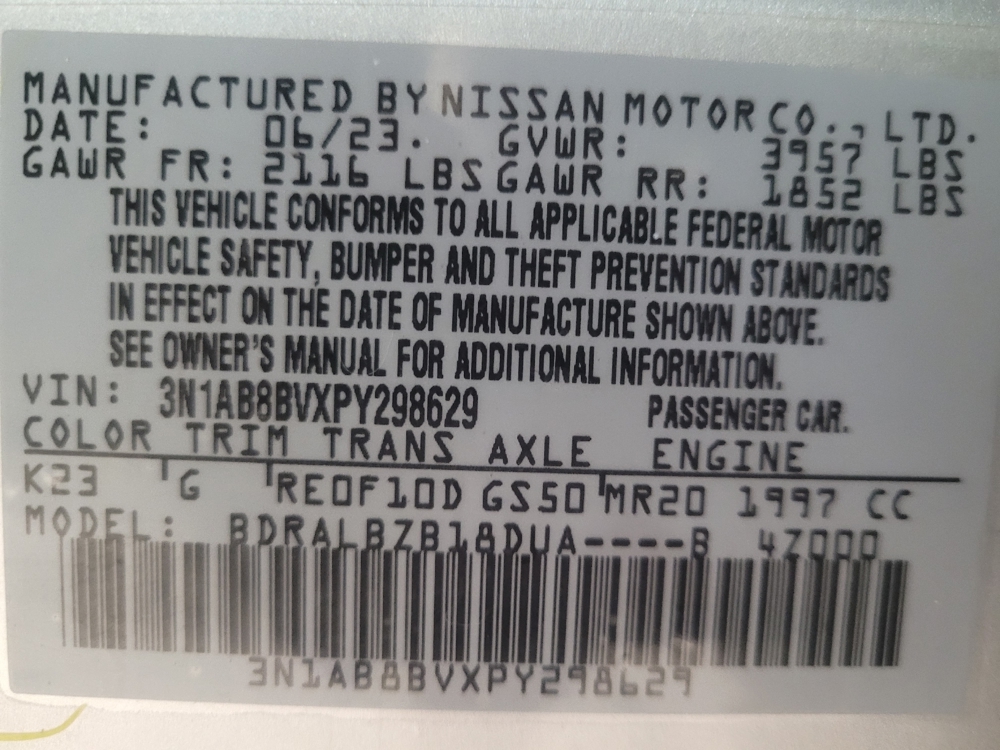 MANUFACTURED BY NISSAN MOTOR CO., LTD.
DATE: 06/23. GVWR: 3957 LBS
GAWR FR: 2116 LBS GAWR RR: 1852 LBS
THIS VEHICLE CONFORMS TO ALL APPLICABLE FEDERAL MOTOR
VEHICLE SAFETY, BUMPER AND THEFT PREVENTION STANDARDS
IN EFFECT ON THE DATE OF MANUFACTURE SHOWN ABOVE.
SEE OWNER'S MANUAL FOR ADDITIONAL INFORMATION.
VIN: 3N1AB8BVXPY298629 PASSENGER CAR.
COLOR TRIM TRANS AXLE ENGINE
K23 G RE0F10D GS50 MR20 1997 CC
MODEL: BDRALBZB18DUA----B 4Z000
3N1AB8BVXPY298629